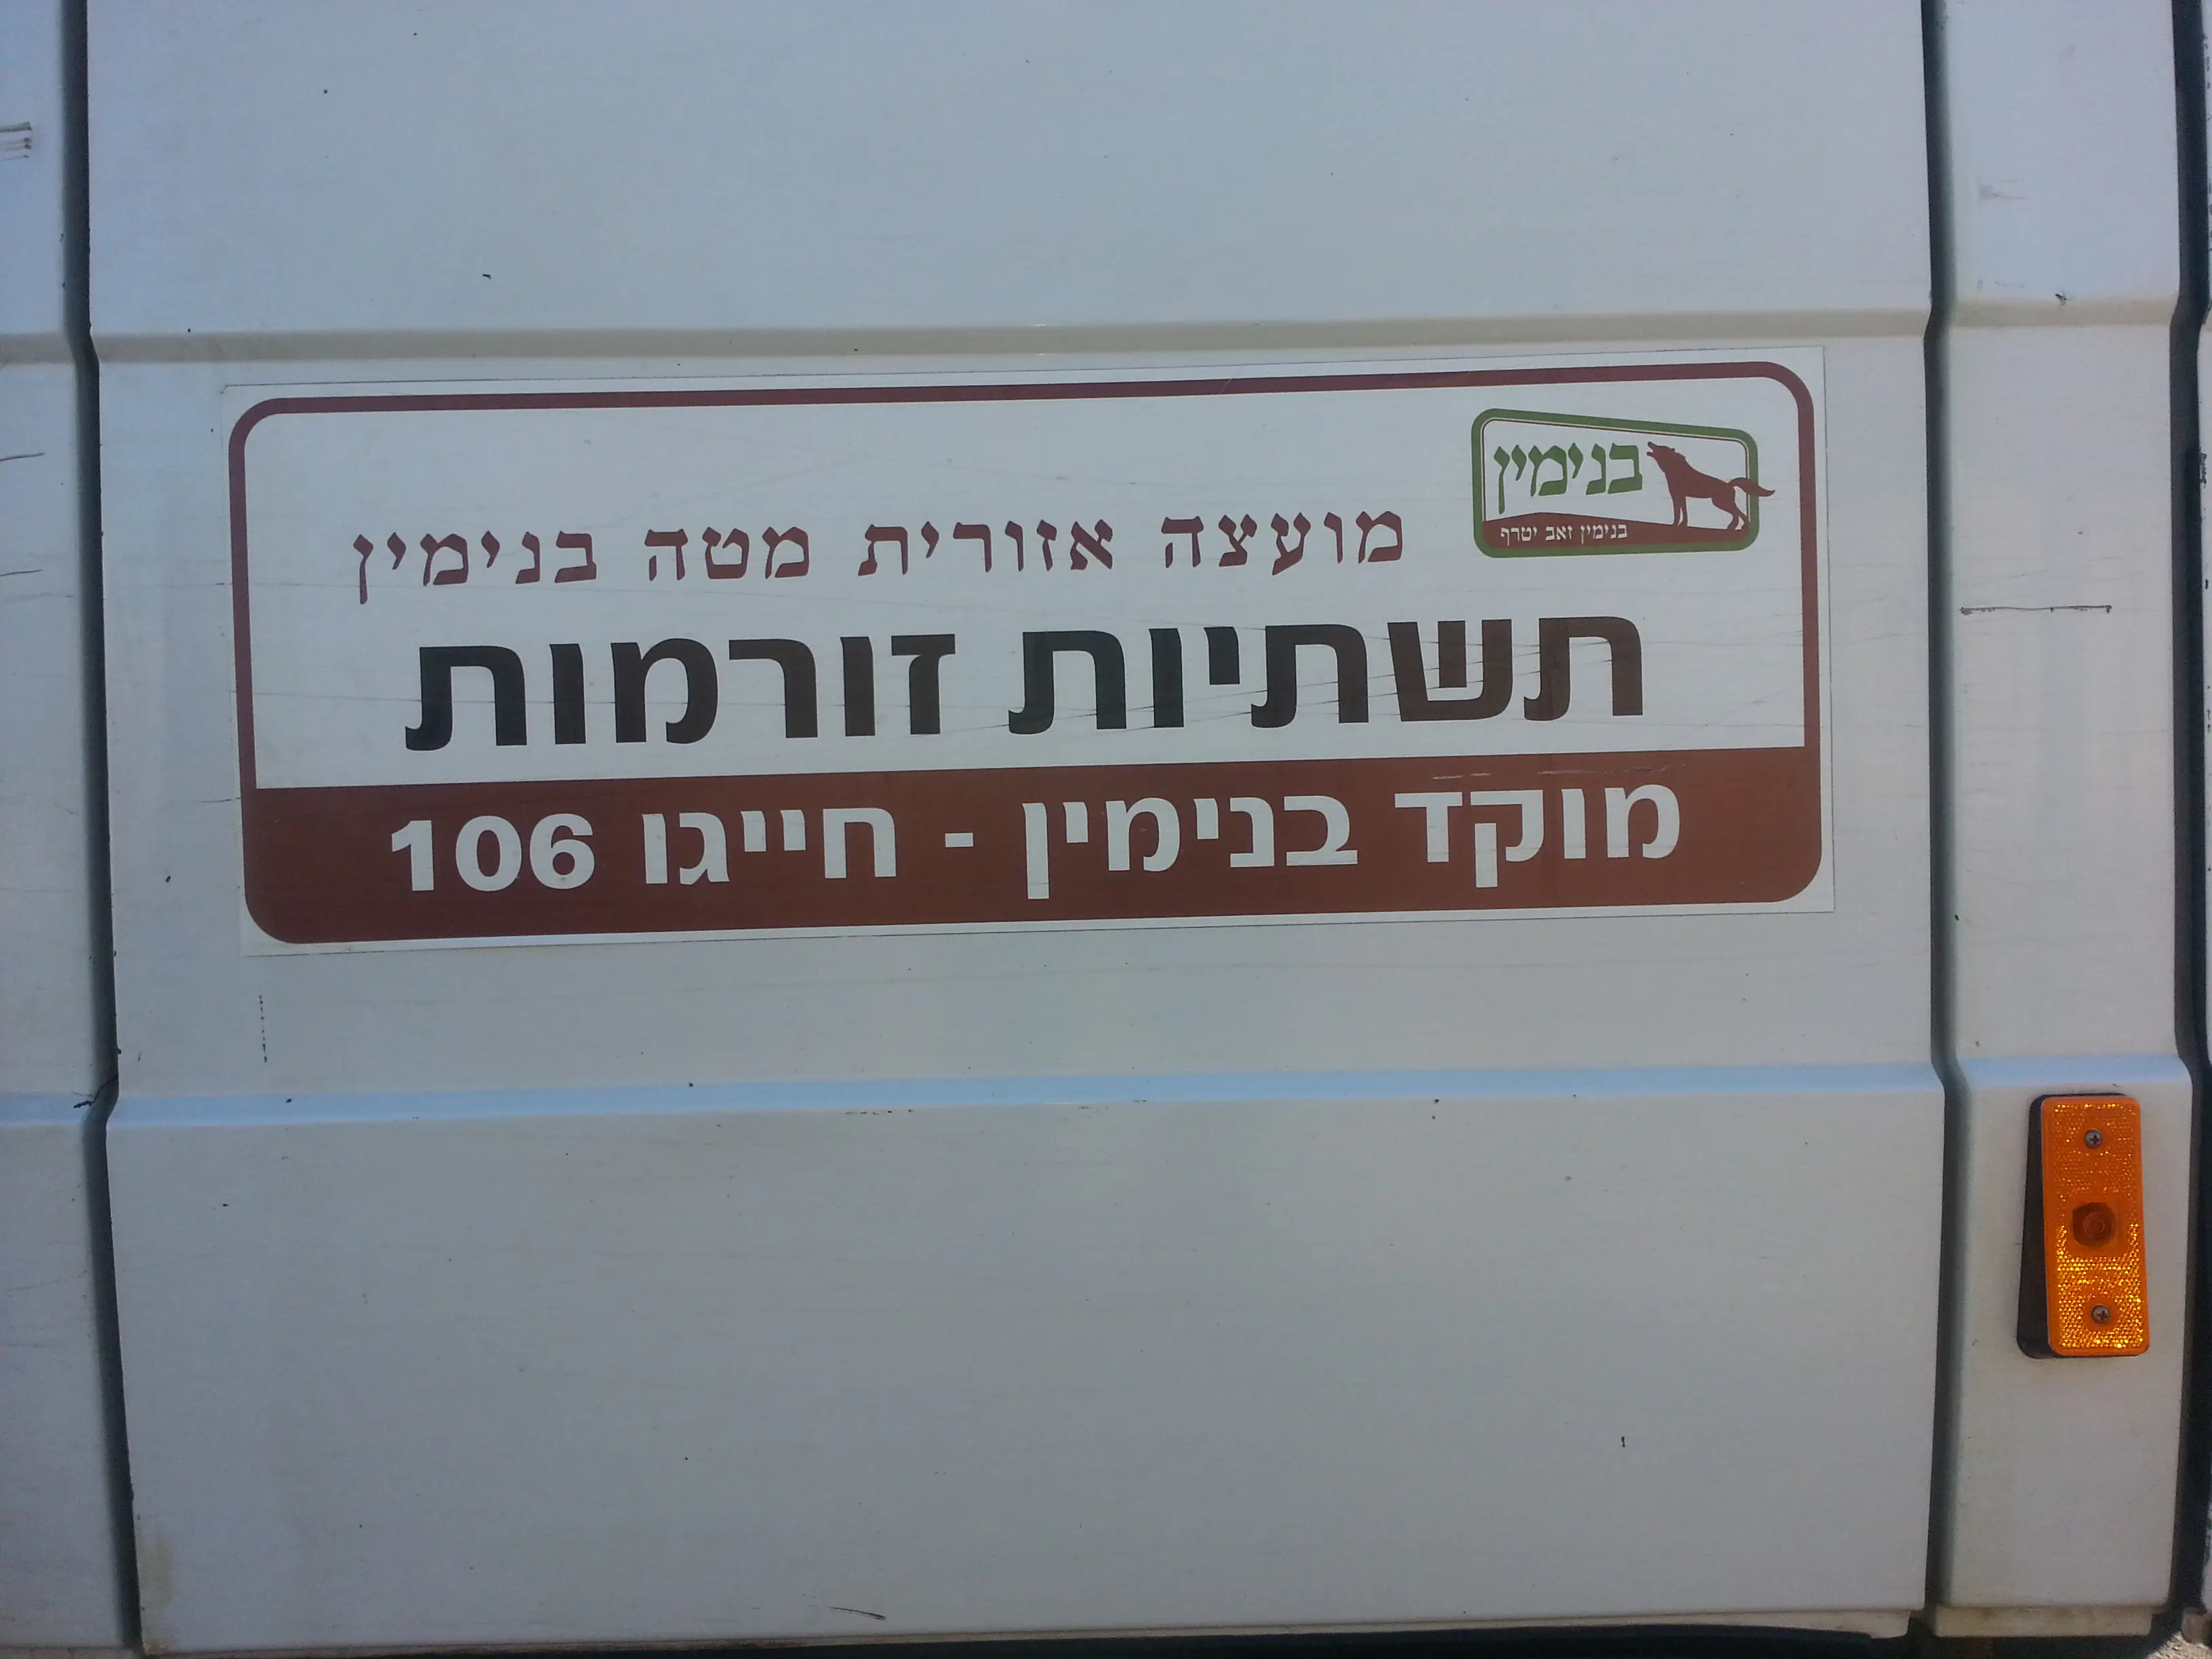 בנימין
בנימין זאב יטרף
מועצה אזורית מטה בנימין
תשתיות זורמות
מוקד בנימין - חייגו 106